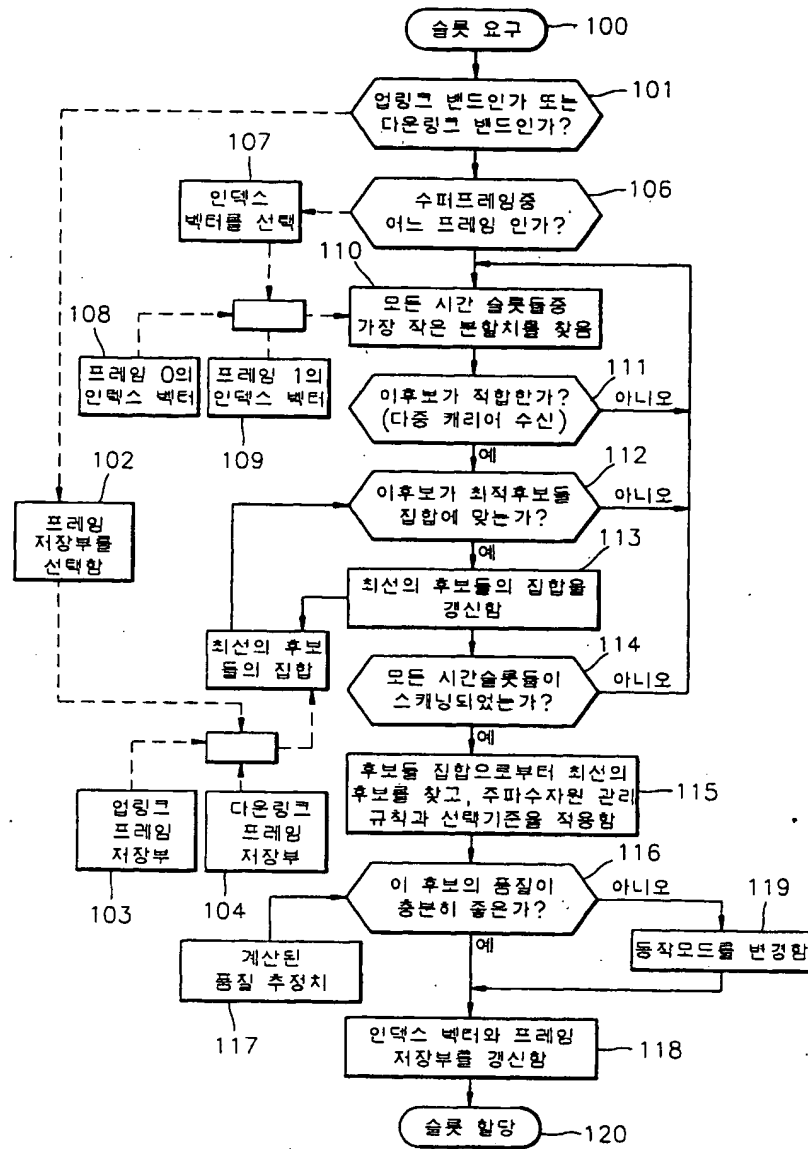 슬롯 요구
100
업링크 밴드인가 또는
다운링크 밴드인가?
101
107
인덱스
벡터를 선택
수퍼프레임중
어느 프레임 인가?
106
110
모든 시간 슬롯들중
가장 작은 본할치를 찾음
108
프레임 0의
인덱스 벡터
프레임 1의
인덱스 벡터
109
이후보가 적합한가?
(다중 캐리어 수신)
111
아니오
예
112
이후보가 최적후보들
집합에 맞는가?
아니오
예
102
프레임
저장부를
선택함
113
최선의 후보들의 집합을
갱신함
최선의 후보
들의 집합
114
모든 시간슬롯들이
스캐닝되었는가?
아니오
예
업링크
프레임
저장부
103
다운링크
프레임
저장부
104
후보들 집합으로부터 최선의
후보를 찾고, 주파수자원 관리
규칙과 선택기준을 적용함
115
116
이 후보의 품질이
충분히 좋은가?
아니오
119
예
동작모드를 변경함
계산된
품질 추정치
117
인덱스 벡터와 프레임
저장부를 갱신함
118
슬롯 할당
120